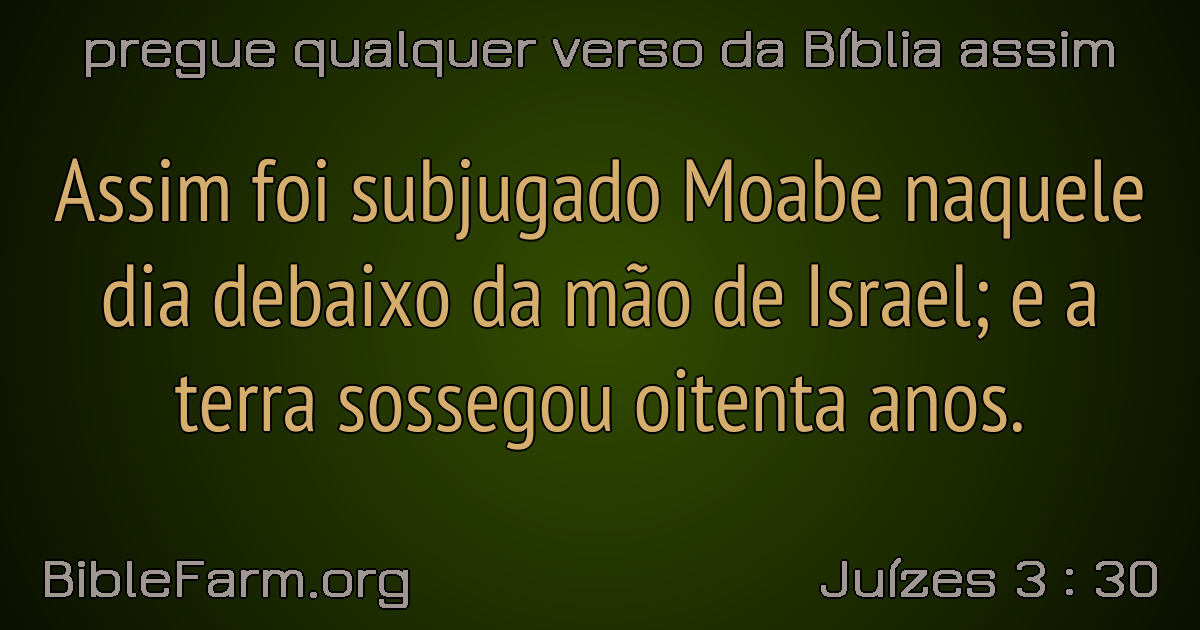 pregue qualquer verso da Bíblia assim
Assim foi subjugado Moabe naquele
dia debaixo da mão de Israel; e a
terra sossegou oitenta anos.
BibleFarm.org
Juízes 3 : 30